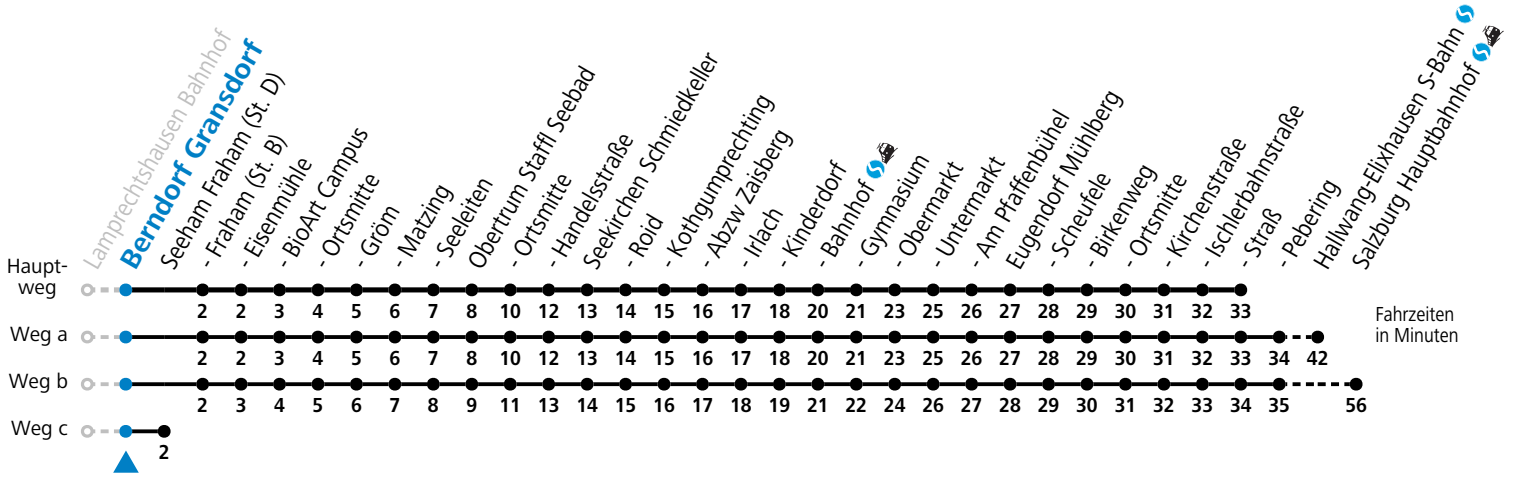 Lamprechtshausen Bahnhof
Berndorf Gransdorf
Seeham Fraham (St. D)
- Fraham (St. B)
- Eisenmühle
- BioArt Campus
- Ortsmitte
- Gröm
- Matzing
- Seeleiten
Obertrum Staffl Seebad
- Ortsmitte
- Handelsstraße
Seekirchen Schmiedkeller
- Roid
- Kothgumprechting
- Abzw Zaisberg
- Irlach
- Kinderdorf
- Bahnhof
- Gymnasium
- Obermarkt
- Untermarkt
- Am Pfaffenbühel
Eugendorf Mühlberg
- Scheufele
- Birkenweg
- Ortsmitte
- Kirchenstraße
- Ischlerbahnstraße
- Straß
- Pebering
Hallwang-Elixhausen S-Bahn
Salzburg Hauptbahnhof
Haupt-
weg
2 2 3 4 5 6 7 8 10 12 13 14 15 16 17 18 20 21 23 25 26 27 28 29 30 31 32 33
Weg a
2 2 3 4 5 6 7 8 10 12 13 14 15 16 17 18 20 21 23 25 26 27 28 29 30 31 32 33 34 42
Weg b
2 3 4 5 6 7 8 9 11 13 14 15 16 17 18 19 21 22 24 26 27 28 29 30 31 32 33 34 35 56
Weg c
2
Fahrzeiten
in Minuten